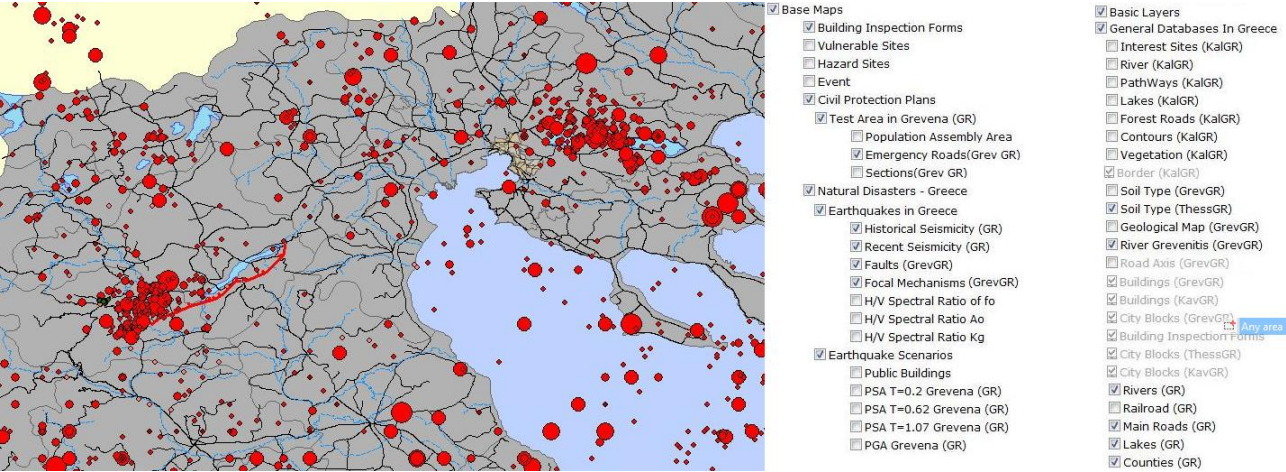 Base Maps
Building Inspection Forms
Vulnerable Sites
Hazard Sites
Event
Civil Protection Plans
Test Area in Grevena (GR)
Population Assembly Area
Emergency Roads(Grev GR)
Sections(Grev GR)
Natural Disasters - Greece
Earthquakes in Greece
Historical Seismicity (GR)
Recent Seismicity (GR)
Faults (GrevGR)
Focal Mechanisms (GrevGR)
H/V Spectral Ratio of fo
H/V Spectral Ratio Ao
H/V Spectral Ratio Kg
Earthquake Scenarios
Public Buildings
PSA T=0.2 Grevena (GR)
PSA T=0.62 Grevena (GR)
PSA T=1.07 Grevena (GR)
PGA Grevena (GR)
Basic Layers
General Databases In Greece
Interest Sites (KalGR)
River (KalGR)
PathWays (KalGR)
Lakes (KalGR)
Forest Roads (KalGR)
Contours (KalGR)
Vegetation (KalGR)
Border (KalGR)
Soil Type (GrevGR)
Soil Type (ThessGR)
Geological Map (GrevGR)
River Grevenitis (GrevGR)
Road Axis (GrevGR)
Buildings (GrevGR)
Buildings (KavGR)
City Blocks (GrevGR)
Any area
Building Inspection Forms
City Blocks (ThessGR)
City Blocks (KavGR)
Rivers (GR)
Railroad (GR)
Main Roads (GR)
Lakes (GR)
Counties (GR)